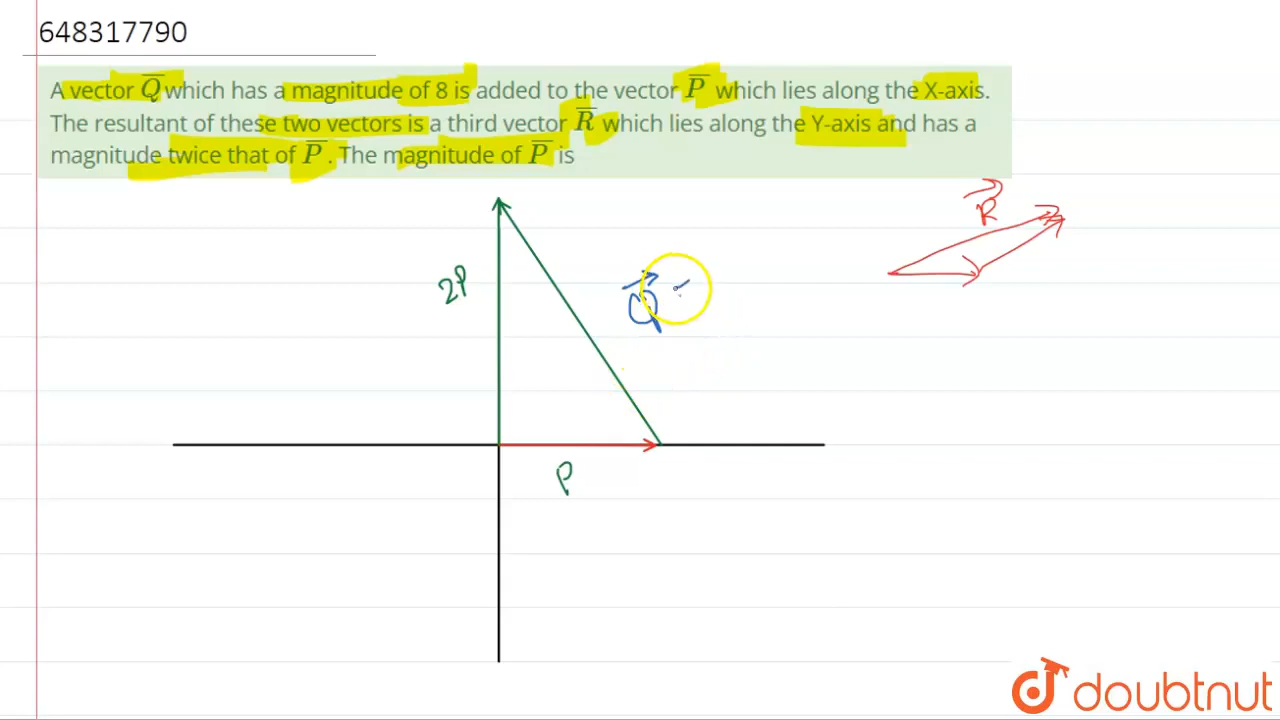 648317790
A vector Q̅ which has a magnitude of 8 is added to the vector P̅ which lies along the X-axis.
The resultant of these two vectors is a third vector R̅ which lies along the Y-axis and has a
magnitude twice that of P̅. The magnitude of P̅ is
R
2P
Q -
P
doubtnut